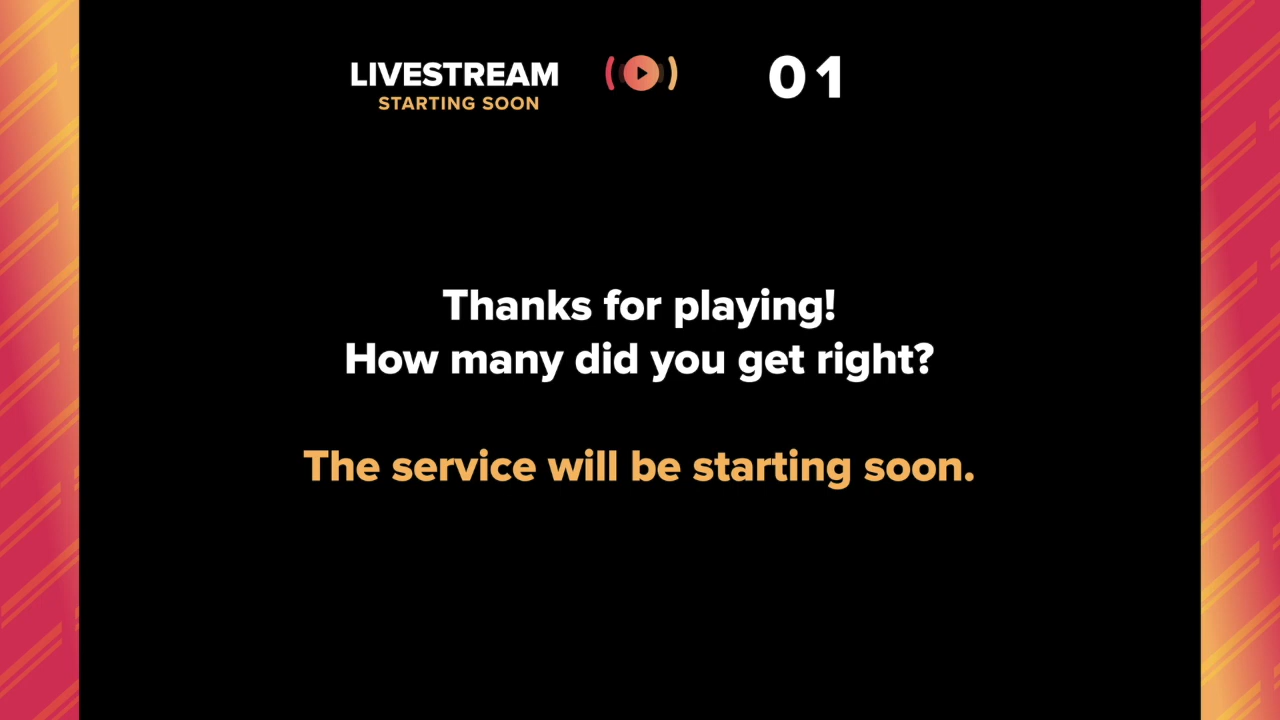 LIVESTREAM
STARTING SOON
01
Thanks for playing!
How many did you get right?
The service will be starting soon.